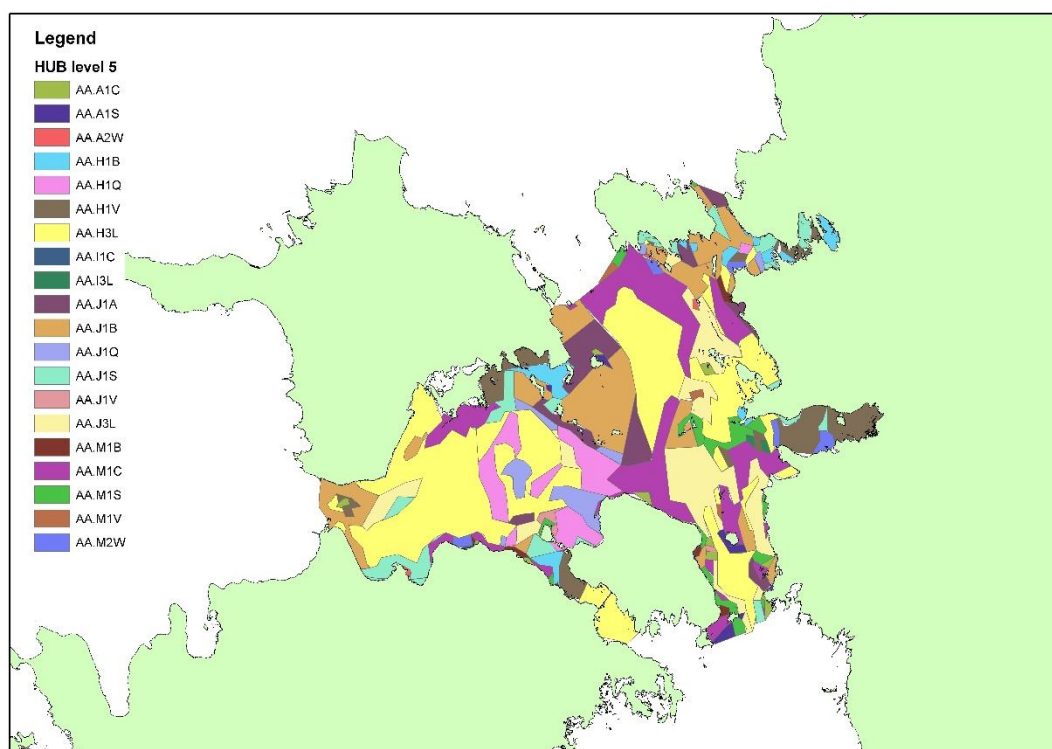 Legend
HUB level 5
AA.A1C
AA.A1S
AA.A2W
AA.H1B
AA.H1Q
AA.H1V
AA.H3L
AA.I1C
AA.I3L
AA.J1A
AA.J1B
AA.J1Q
AA.J1S
AA.J1V
AA.J3L
AA.M1B
AA.M1C
AA.M1S
AA.M1V
AA.M2W